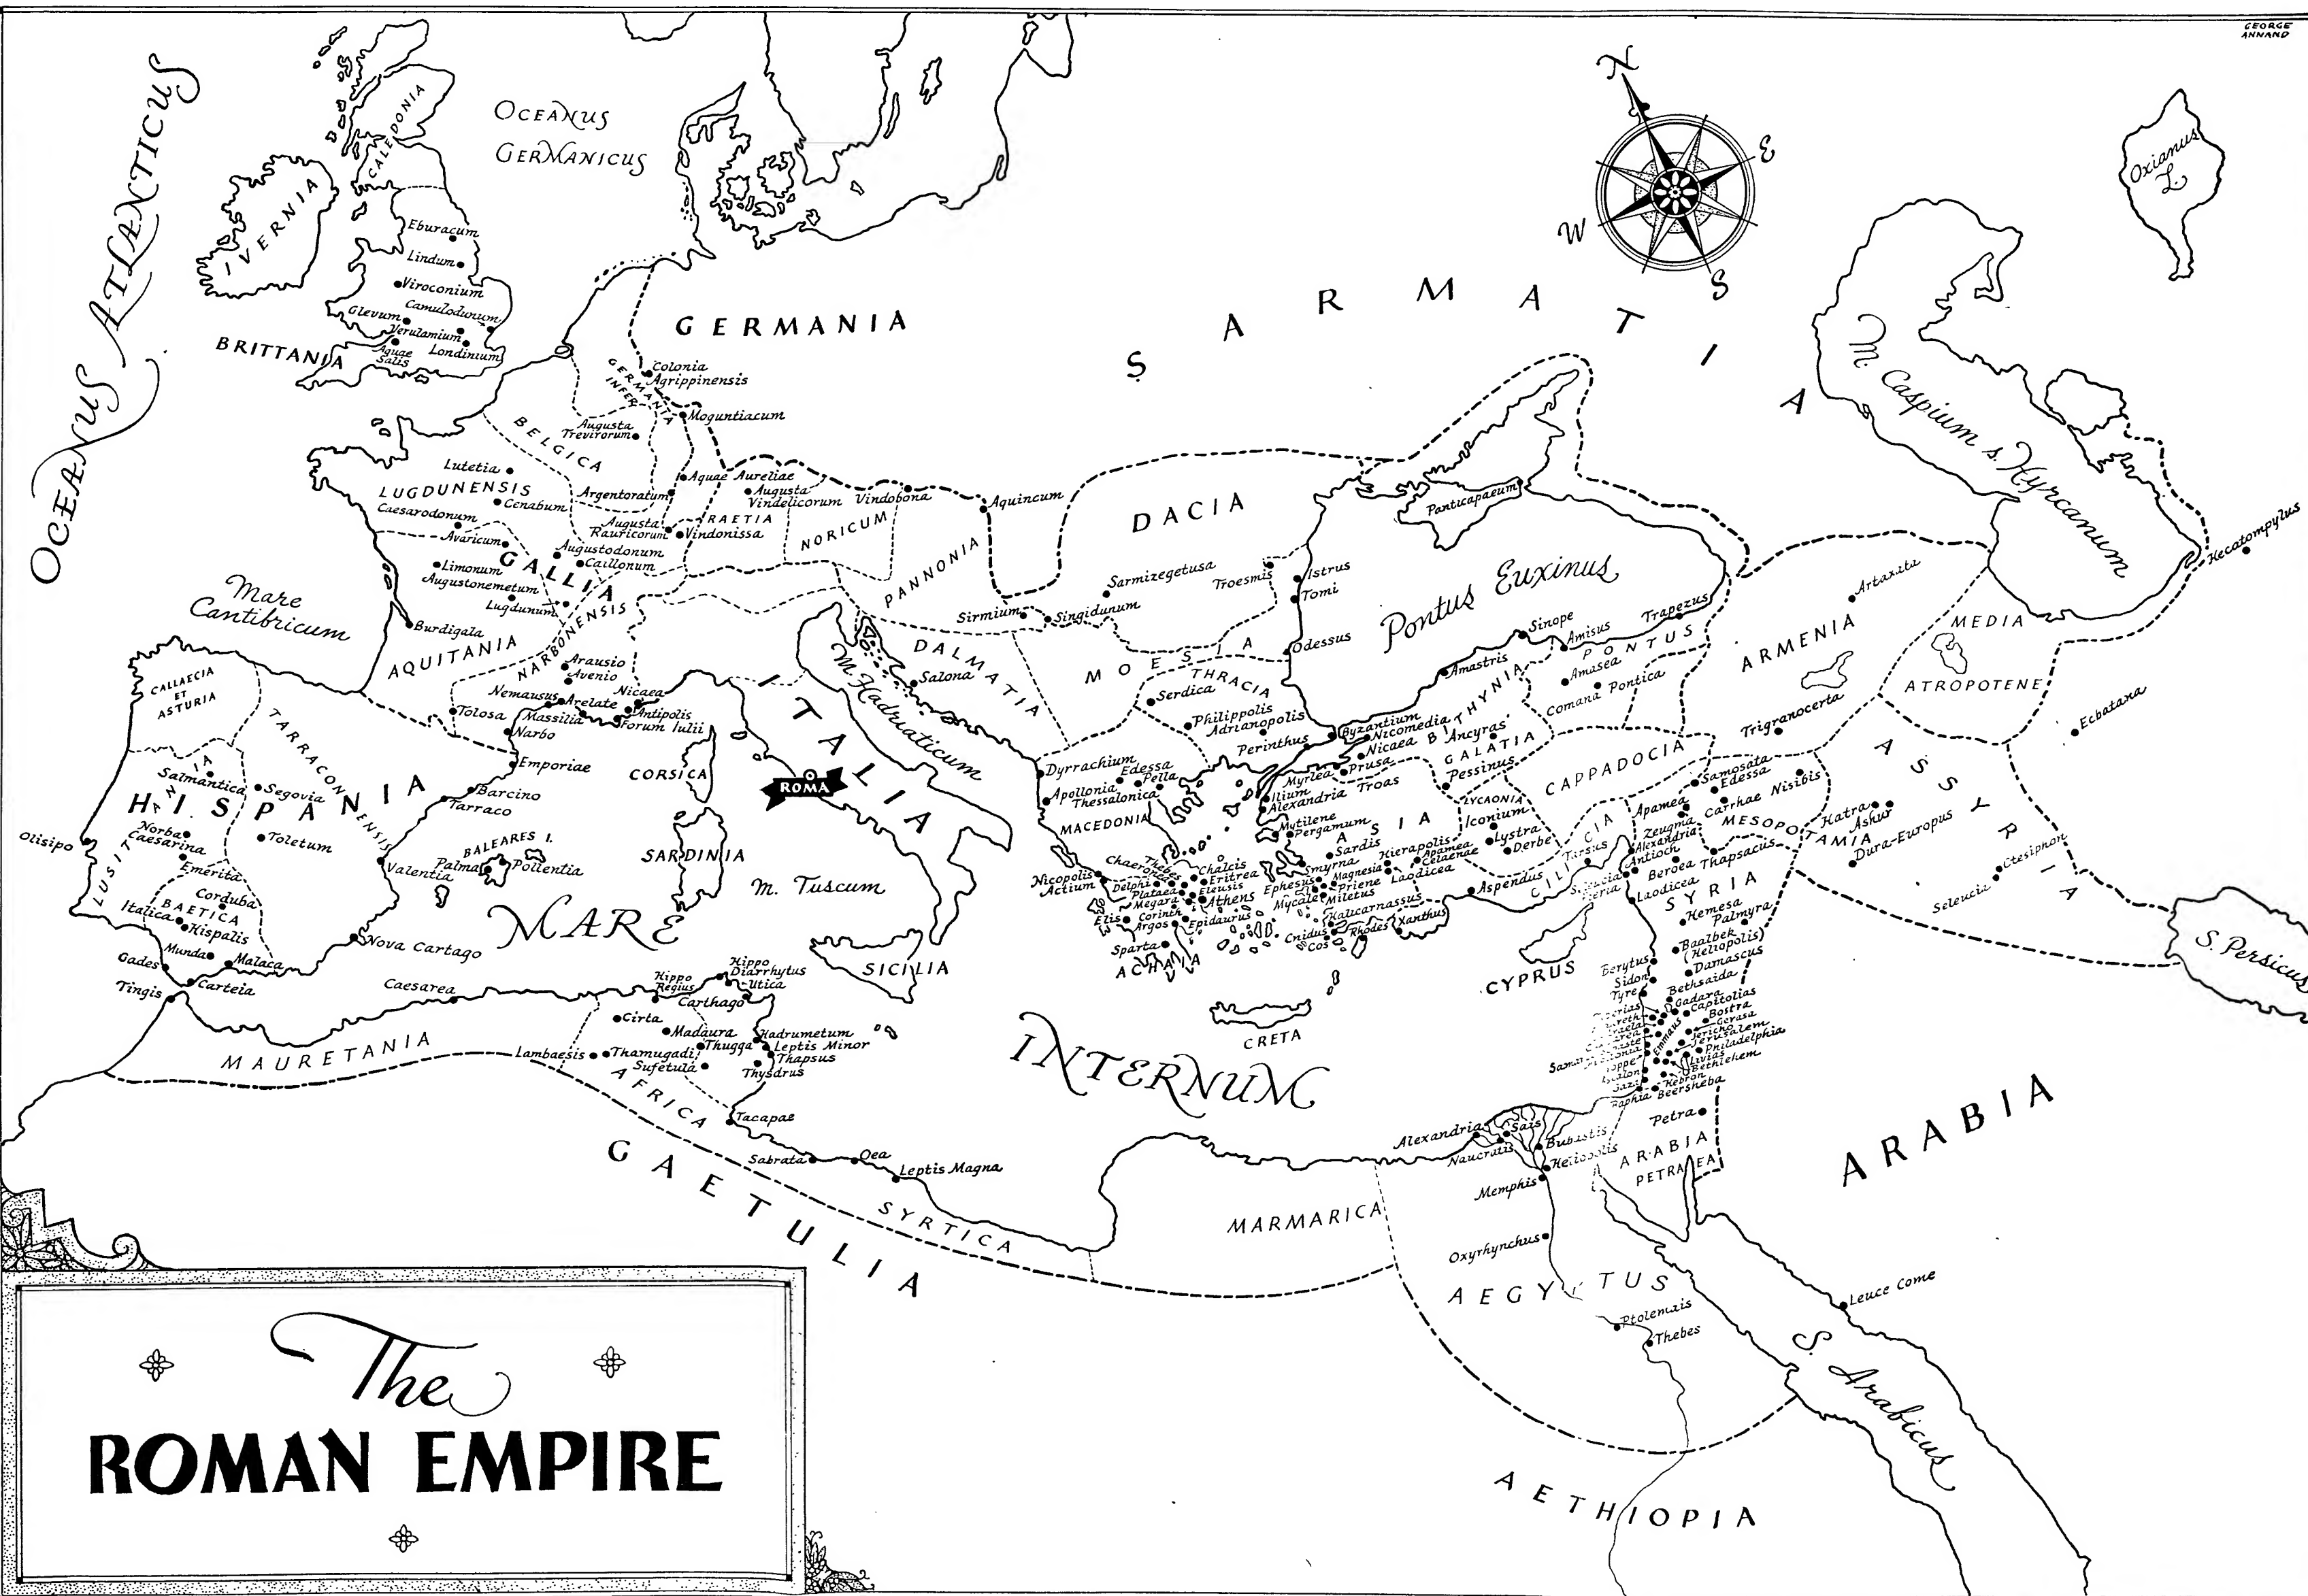 GEORGE
ANNAND
OCEANUS ATLANTICUS
OCEANUS
GERMANICUS
N
E
S
W
Oxianus
L.
CALEDONIA
IVERNIA
Eburacum
Lindum
Viroconium
Camulodunum
Glevum
Verulamium
Aquae
Salis
Londinium
BRITTANIA
GERMANIA
SARMATIA
M. Caspium s. Hyrcanum
Hecatompylus
GERMANIA
INFER
Colonia
Agrippinensis
Moguntiacum
Augusta
Trevirorum
BELGICA
Lutetia
LUGDUNENSIS
Cenabum
Caesarodunum
Avaricum
Argentoratum
Aquae Aureliae
Augusta
Vindelicorum
Vindobona
Aquincum
Augusta
Rauricorum
RAETIA
Vindonissa
NORICUM
PANNONIA
Augustodonum
Caillonum
GALLIA
Limonum
Augustonemetum
Lugdunum
NARBONENSIS
Burdigala
AQUITANIA
Arausio
Avenio
Nemausus
Arelate
Nicaea
Antipolis
Massilia
Forum Iulii
Tolosa
Narbo
Mare
Cantibricum
CALLAECIA
ET
ASTURIA
TARRACONENSIS
Emporiae
Barcino
Tarraco
Salmantica
Segovia
HISPANIA
LUSITANIA
Norba
Caesarina
Toletum
Olisipo
Emerita
Corduba
BAETICA
Italica
Hispalis
Munda
Malaca
Gades
Carteia
Tingis
Valentia
Nova Cartago
BALEARES I.
Palma
Pollentia
CORSICA
SARDINIA
M. Tuscum
ROMA
ITALIA
M. Hadriaticum
SICILIA
MARE
INTERNUM
DACIA
Sarmizegetusa
Troesmis
Istrus
Tomi
Sirmium
Singidunum
Odessus
DALMATIA
Salona
MOESIA
THRACIA
Serdica
Philippolis
Adrianopolis
Perinthus
Byzantium
Dyrrachium
Apollonia
Edessa
Pella
Thessalonica
MACEDONIA
Panticapaeum
Pontus Euxinus
Sinope
Amisus
Trapezus
Amastris
PONTUS
Amasea
Comana Pontica
BITHYNIA
Nicomedia
Nicaea
Ancyras
Prusa
Myrlea
GALATIA
Pessinus
Ilium
Alexandria Troas
CAPPADOCIA
LYCAONIA
Iconium
Lystra
Derbe
ASIA
Mytilene
Pergamum
Sardis
Smyrna
Hierapolis
Apamea
Celaenae
Magnesia
Ephesus
Priene
Laodicea
Mycale
Miletus
Halicarnassus
Cnidus
Cos
Rhodes
Xanthus
Aspendus
CILICIA
Tarsus
Nicopolis
Actium
Chaeronea
Thebes
Chalcis
Eritrea
Delphi
Eleusis
Plataea
Megara
Athens
Elis
Corinth
Argos
Epidaurus
Sparta
ACHAIA
CRETA
CYPRUS
ARMENIA
Artaxata
MEDIA
ATROPOTENE
Ecbatana
Trigranocerta
Samosata
Edessa
Apamea
Carrhae
Nisibis
Zeugma
MESOPOTAMIA
Alexandria
Antioch
Beroea
Thapsacus
Hatra
Ashur
Dura-Europus
ASSYRIA
Ctesiphon
Seleucia
S. Persicus
Laodicea
SYRIA
Hemesa
Palmyra
Baalbek
(Heliopolis)
Damascus
Berytus
Sidon
Tyre
Bethsaida
Gadara
Capitolias
Bostra
Gerasa
Jericho
Jerusalem
Emmaus
Philadelphia
Livias
Bethlehem
Hebron
Beersheba
Raphia
Petra
ARABIA
PETRAEA
ARABIA
Caesarea
MAURETANIA
Hippo
Regius
Hippo
Diarrhytus
Utica
Carthago
Cirta
Madaura
Hadrumetum
Thugga
Leptis Minor
Lambaesis
Thamugadi
Thapsus
Sufetula
Thysdrus
AFRICA
Tacapae
Sabrata
Oea
Leptis Magna
GAETULIA
SYRTICA
MARMARICA
Alexandria
Sais
Naucratis
Bubastis
Heliopolis
Memphis
Oxyrhynchus
AEGYPTUS
Ptolemais
Thebes
Leuce Come
S. Arabicus
AETHIOPIA
The
ROMAN EMPIRE